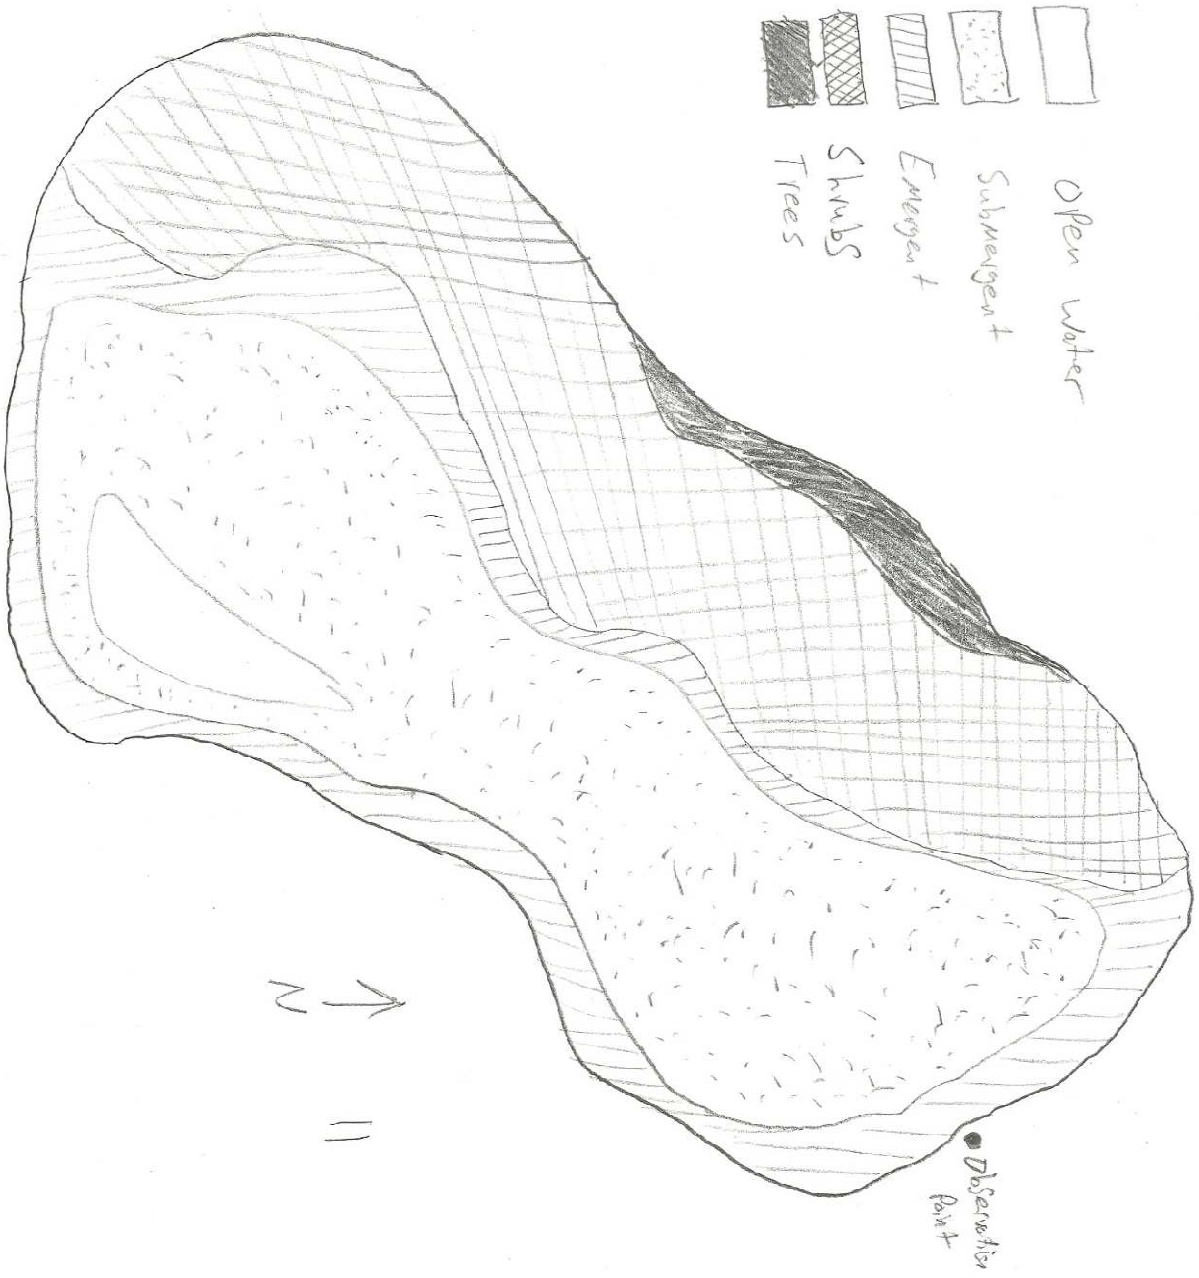 Open Water
Submergent
Emergent
Shrubs
Trees
Observation
Point
N